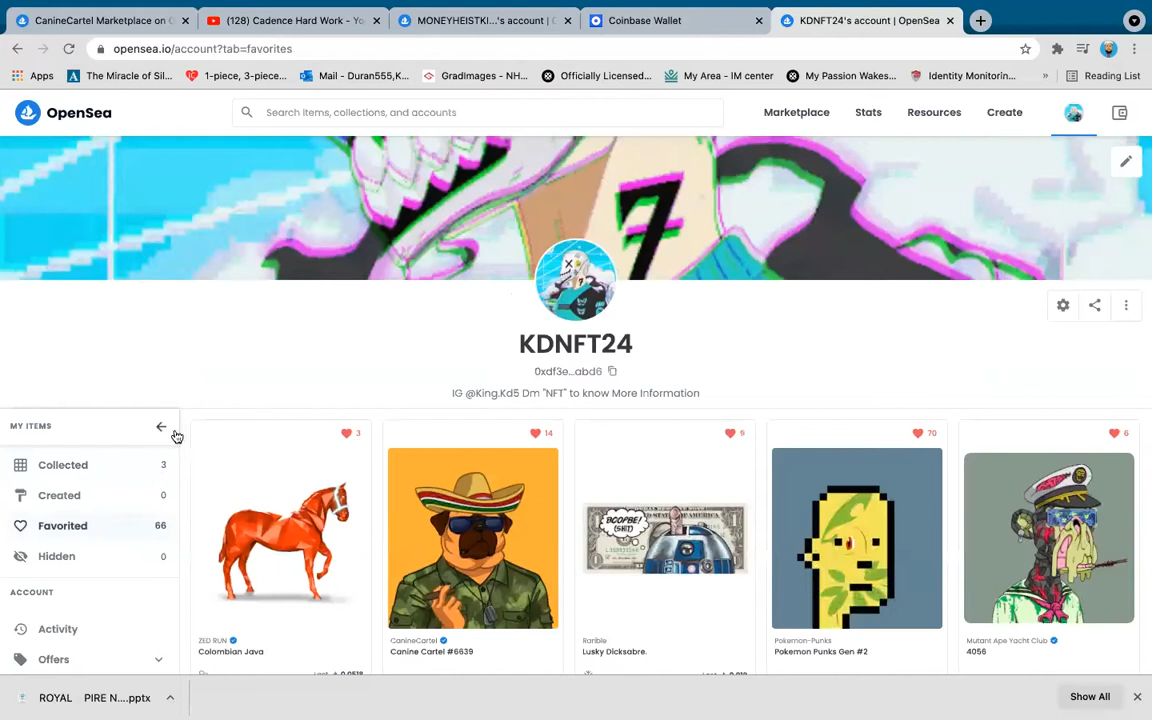 CanineCartel Marketplace on O
(128) Cadence Hard Work - Yo
MONEYHEISTKI...'s account | O
Coinbase Wallet
KDNFT24's account | OpenSea
opensea.io/account?tab=favorites
Apps
The Miracle of Sil...
1-piece, 3-piece...
Mail - Duran555,K...
GradImages - NH...
Officially Licensed...
My Area - IM center
My Passion Wakes...
Identity Monitorin...
»
Reading List
OpenSea
Search items, collections, and accounts
Marketplace
Stats
Resources
Create
KDNFT24
0xdf3e...abd6
IG @King.Kd5 Dm "NFT" to know More Information
MY ITEMS
Collected 3
Created 0
Favorited 66
Hidden 0
ACCOUNT
Activity
Offers
3
14
9
70
6
BCOPBE!
(SHIT)
ZED RUN
Colombian Java
CanineCartel
Canine Cartel #6639
Rarible
Lusky Dicksabre.
Pokemon-Punks
Pokemon Punks Gen #2
Mutant Ape Yacht Club
4056
ROYAL PIRE N....pptx
Show All